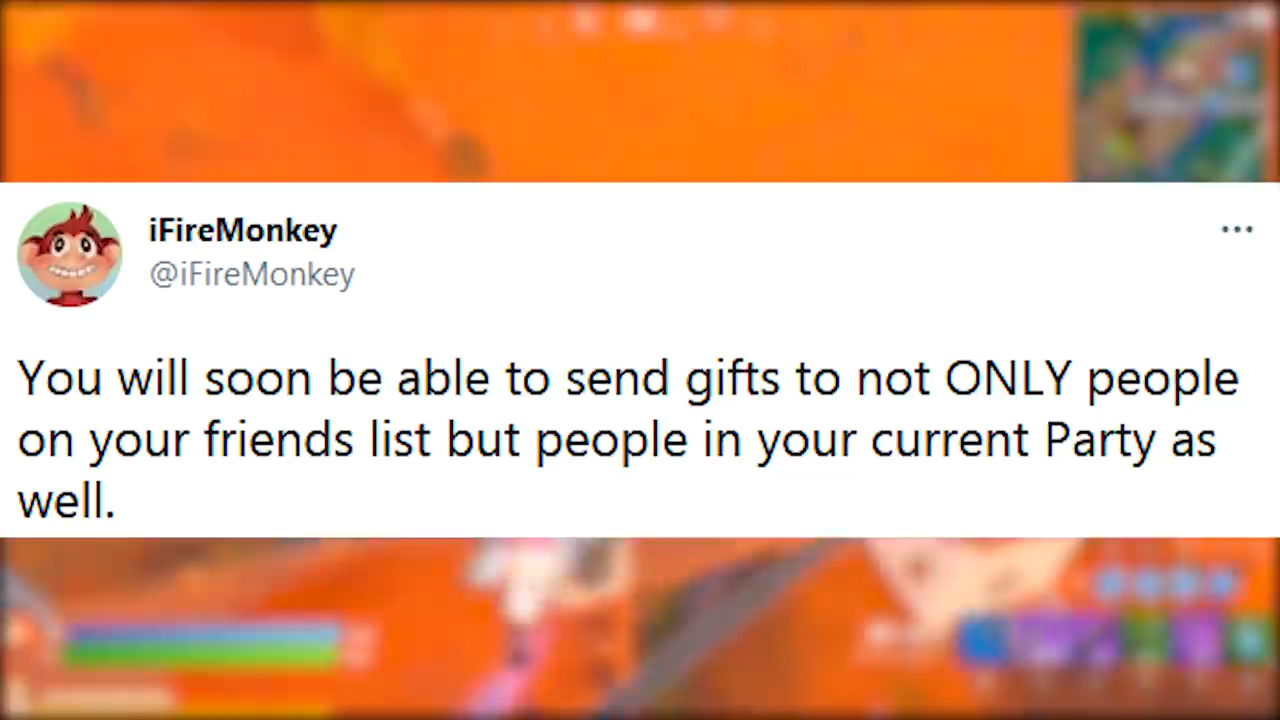 iFireMonkey
@iFireMonkey
You will soon be able to send gifts to not ONLY people
on your friends list but people in your current Party as
well.